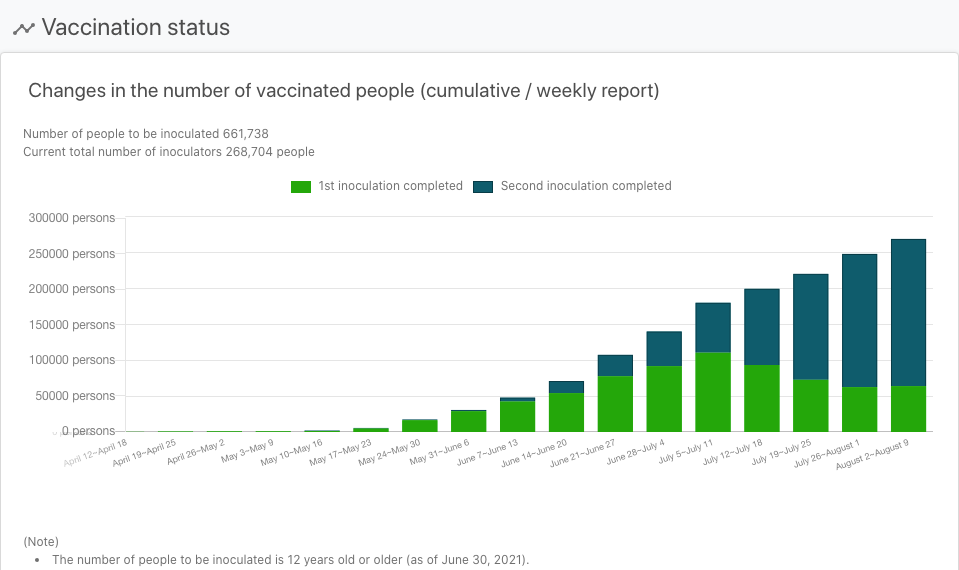 Vaccination status
Changes in the number of vaccinated people (cumulative / weekly report)
Number of people to be inoculated 661,738
Current total number of inoculators 268,704 people
1st inoculation completed Second inoculation completed
300000 persons
250000 persons
200000 persons
150000 persons
100000 persons
50000 persons
0 persons
April 12~April 18
April 19~April 25
April 26~May 2
May 3~May 9
May 10~May 16
May 17~May 23
May 24~May 30
May 31~June 6
June 7~June 13
June 14~June 20
June 21~June 27
June 28~July 4
July 5~July 11
July 12~July 18
July 19~July 25
July 26~August 1
August 2~August 9
(Note)
• The number of people to be inoculated is 12 years old or older (as of June 30, 2021).